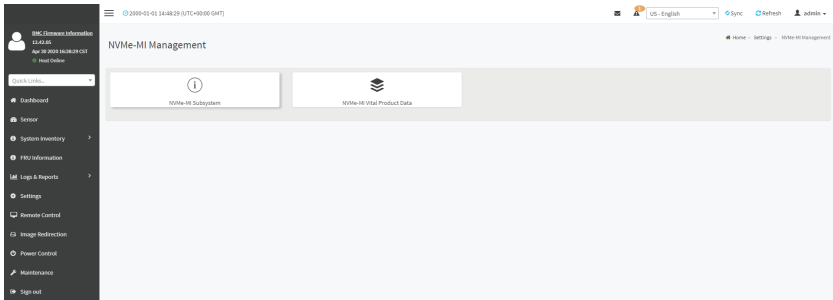 BMC Firmware Information
13.42.05
Apr 30 2020 16:38:29 CST
Host Online
Quick Links...
Dashboard
Sensor
System Inventory
FRU Information
Logs & Reports
Settings
Remote Control
Image Redirection
Power Control
Maintenance
Sign out
2000-01-01 14:48:29 (UTC+00:00 GMT)
US - English
Sync
Refresh
admin
NVMe-MI Management
Home - Settings - NVMe-MI Management
NVMe-MI Subsystem
NVMe-MI Vital Product Data